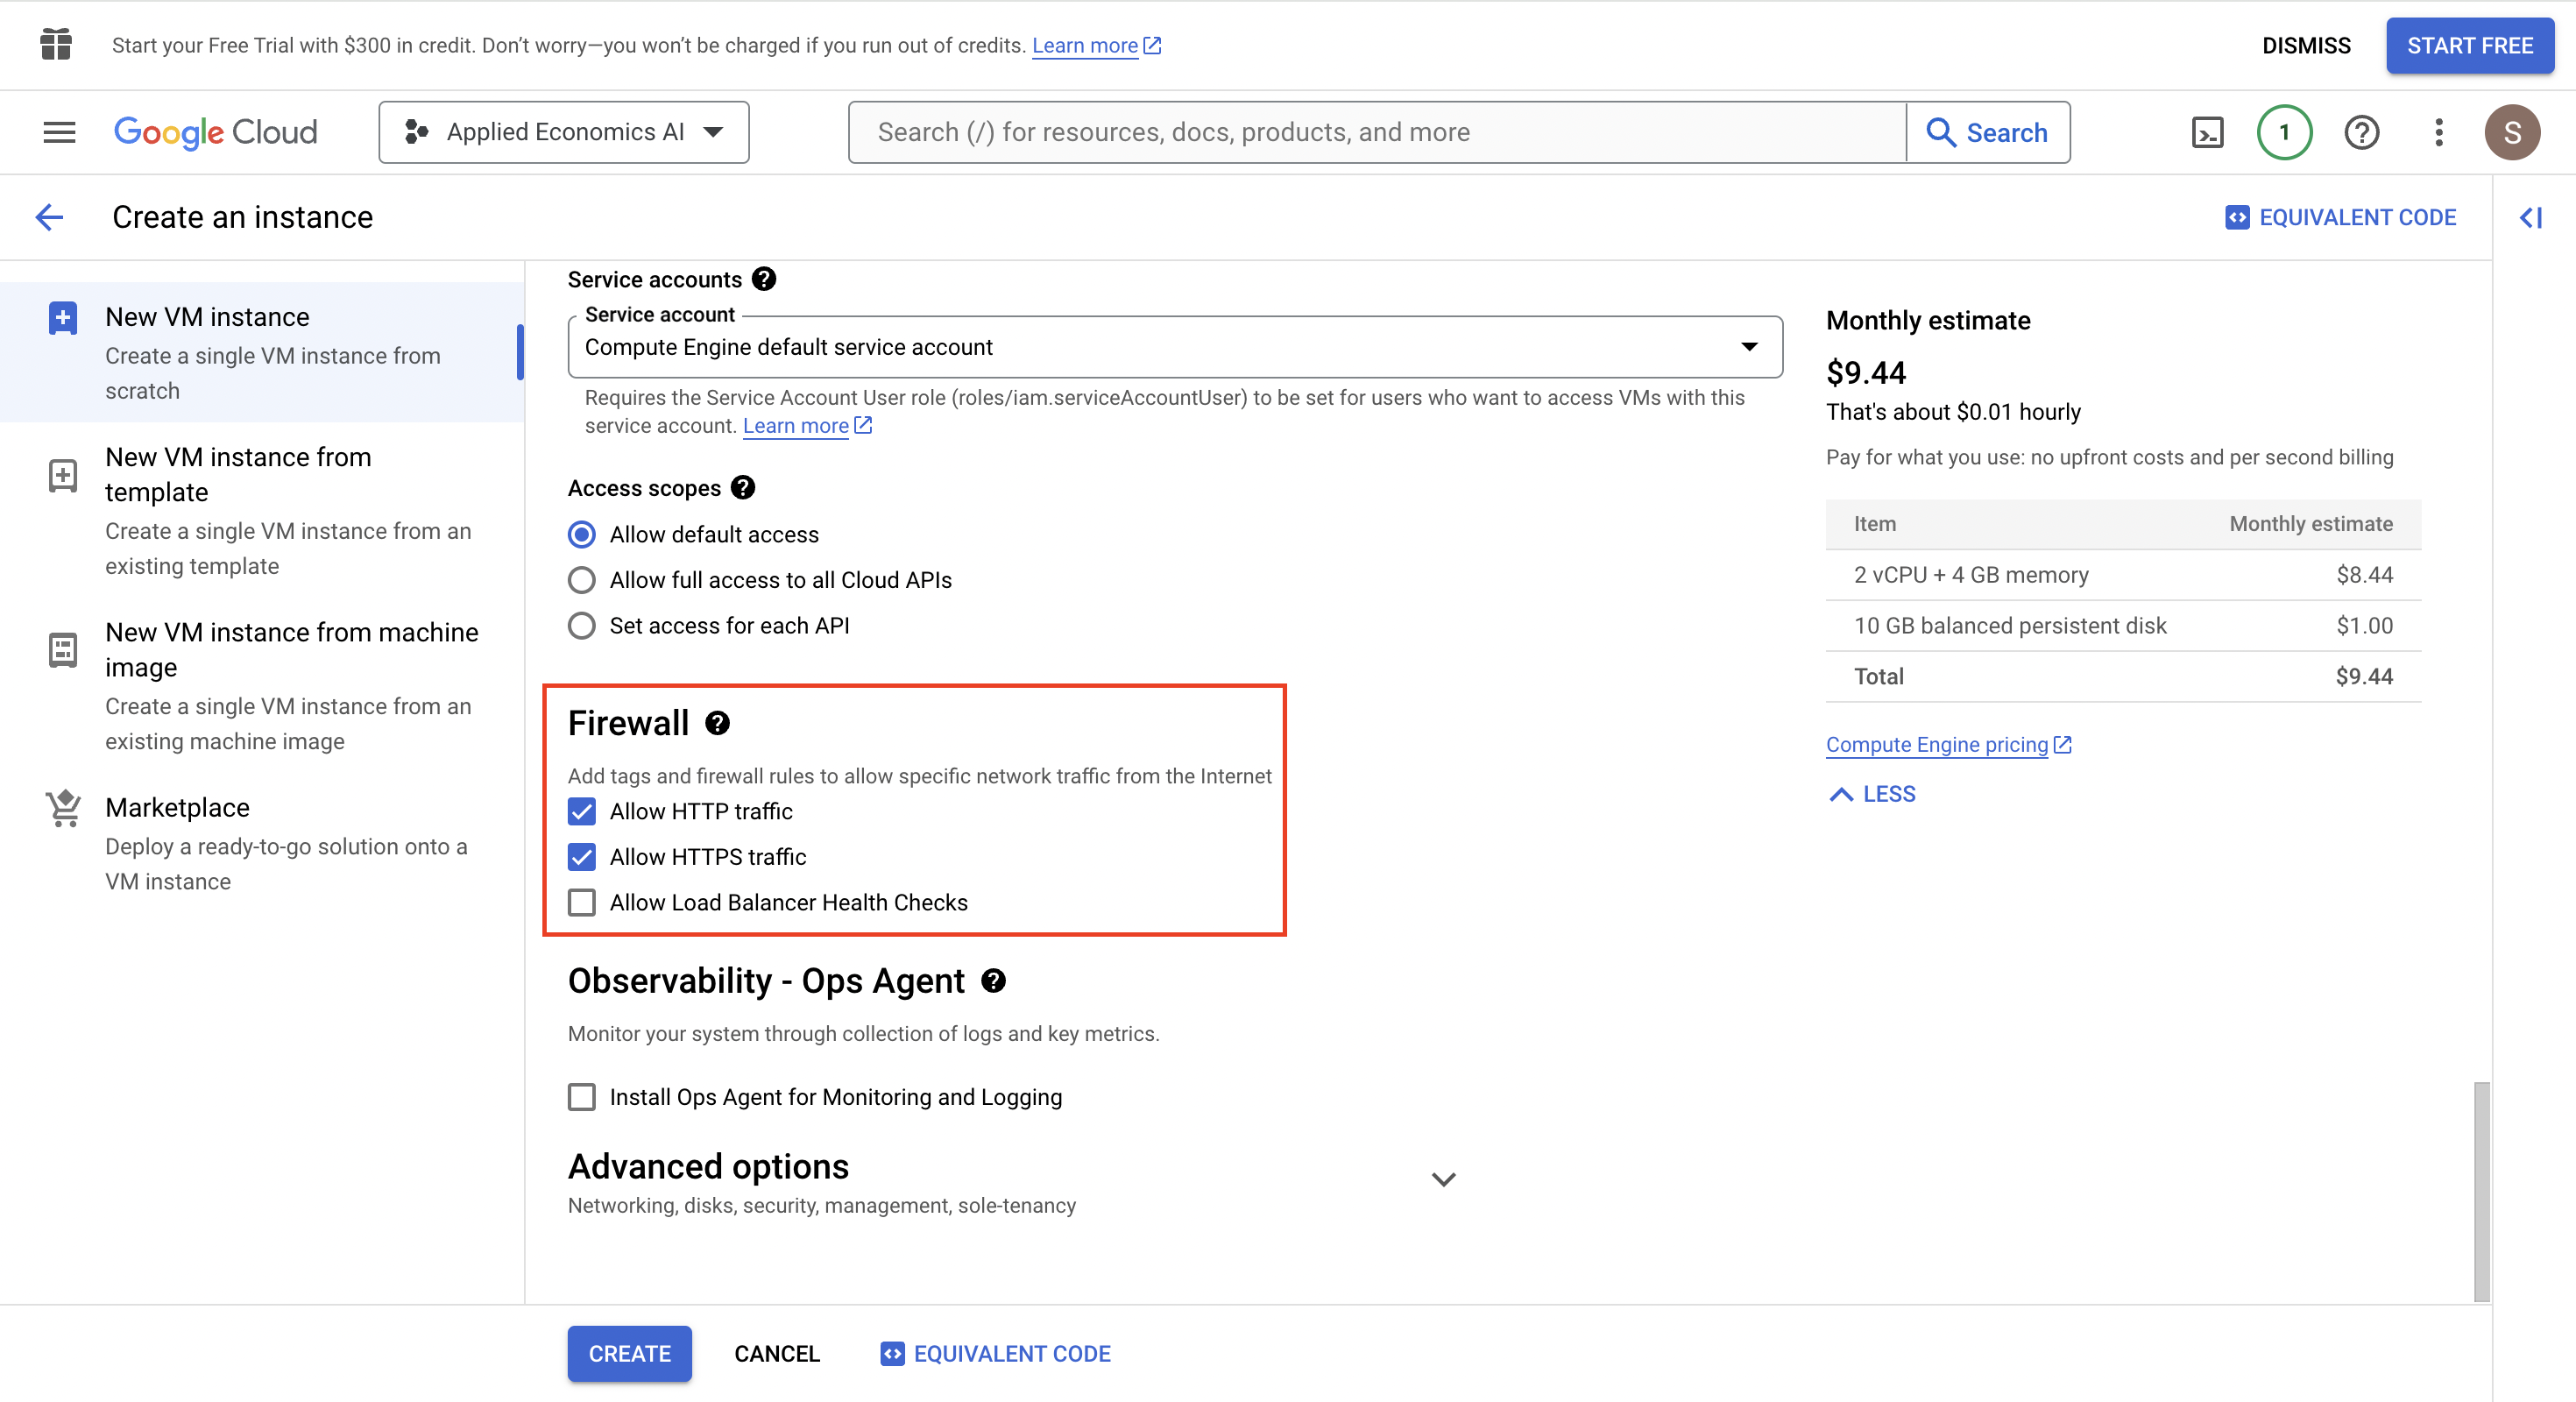 Start your Free Trial with $300 in credit. Don’t worry—you won’t be charged if you run out of credits. Learn more
DISMISS
START FREE
Google Cloud
Applied Economics AI
Search (/) for resources, docs, products, and more
Search
1
S
Create an instance
EQUIVALENT CODE
New VM instance
Create a single VM instance from
scratch
New VM instance from
template
Create a single VM instance from an
existing template
New VM instance from machine
image
Create a single VM instance from an
existing machine image
Marketplace
Deploy a ready-to-go solution onto a
VM instance
Service accounts
Service account
Compute Engine default service account
Requires the Service Account User role (roles/iam.serviceAccountUser) to be set for users who want to access VMs with this
service account. Learn more
Access scopes
Allow default access
Allow full access to all Cloud APIs
Set access for each API
Firewall
Add tags and firewall rules to allow specific network traffic from the Internet
Allow HTTP traffic
Allow HTTPS traffic
Allow Load Balancer Health Checks
Observability - Ops Agent
Monitor your system through collection of logs and key metrics.
Install Ops Agent for Monitoring and Logging
Advanced options
Networking, disks, security, management, sole-tenancy
Monthly estimate
$9.44
That's about $0.01 hourly
Pay for what you use: no upfront costs and per second billing
Item Monthly estimate
2 vCPU + 4 GB memory $8.44
10 GB balanced persistent disk $1.00
Total $9.44
Compute Engine pricing
LESS
CREATE
CANCEL
EQUIVALENT CODE